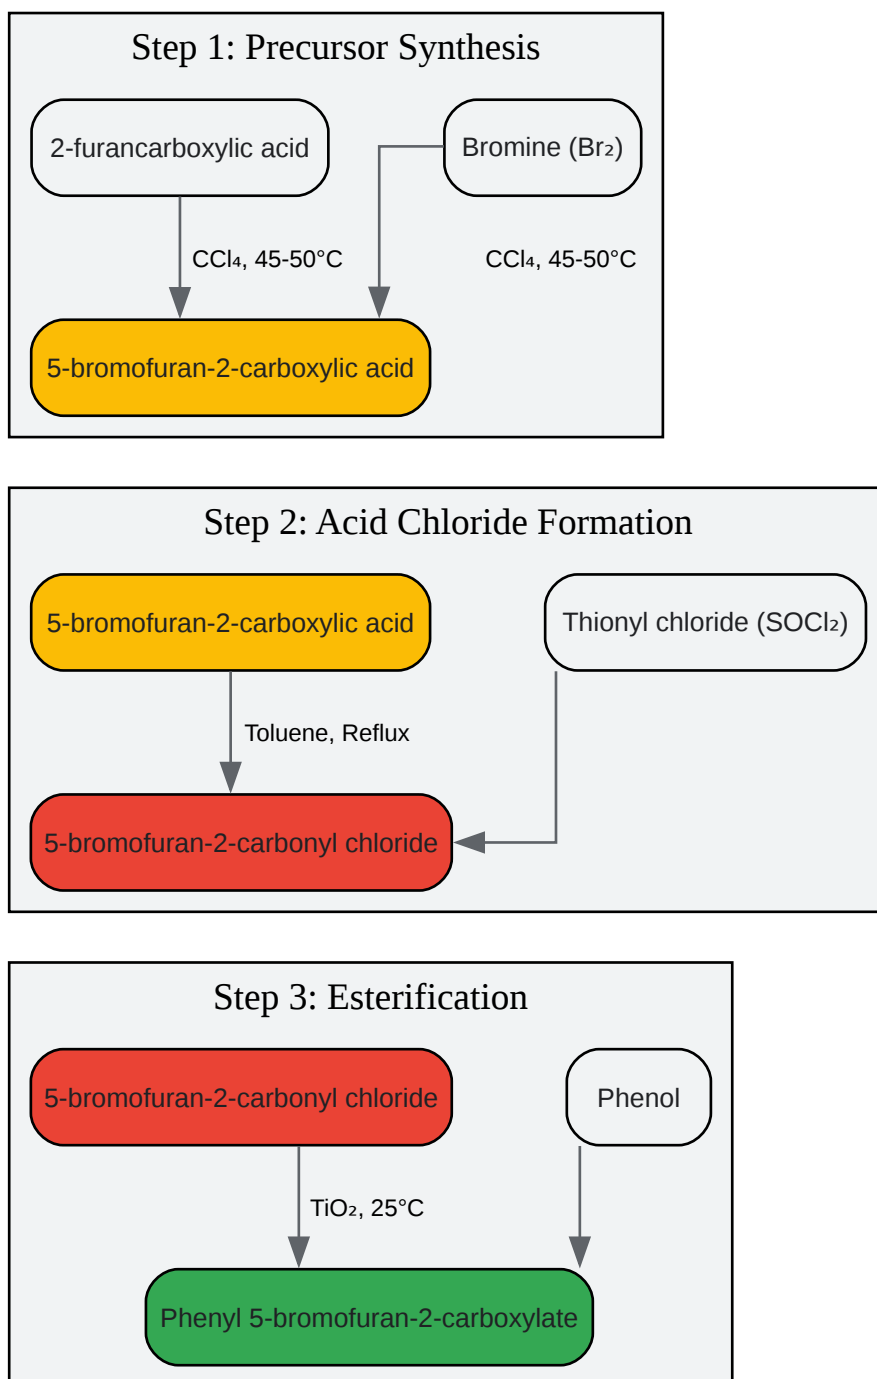 Step 1: Precursor Synthesis
2-furancarboxylic acid
Bromine (Br₂)
CCl₄, 45-50°C
CCl₄, 45-50°C
5-bromofuran-2-carboxylic acid
Step 2: Acid Chloride Formation
5-bromofuran-2-carboxylic acid
Thionyl chloride (SOCl₂)
Toluene, Reflux
5-bromofuran-2-carbonyl chloride
Step 3: Esterification
5-bromofuran-2-carbonyl chloride
Phenol
TiO₂, 25°C
Phenyl 5-bromofuran-2-carboxylate